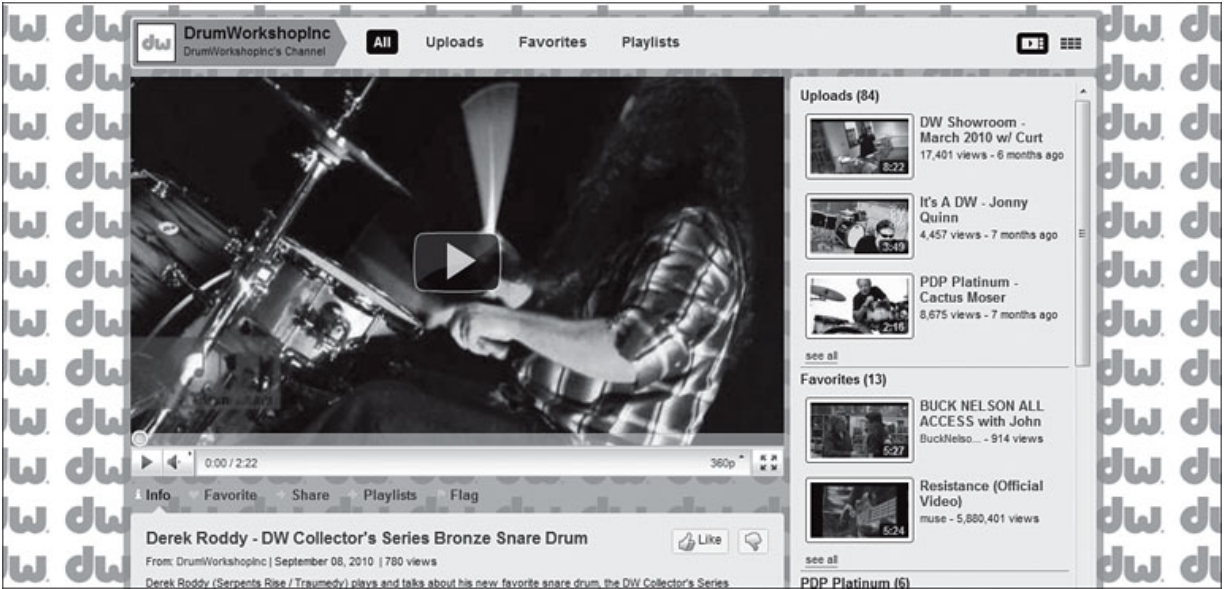 dw
DrumWorkshopInc
DrumWorkshopInc's Channel
All
Uploads
Favorites
Playlists
Uploads (84)
DW Showroom -
March 2010 w/ Curt
17,401 views - 6 months ago
8:22
It's A DW - Jonny
Quinn
4,457 views - 7 months ago
3:49
PDP Platinum -
Cactus Moser
8,675 views - 7 months ago
2:16
see all
Favorites (13)
BUCK NELSON ALL
ACCESS with John
BuckNelso... - 914 views
5:27
Resistance (Official
Video)
muse - 5,880,401 views
5:24
see all
PDP Platinum (6)
0:00 / 2:22
360p
Info
Favorite
Share
Playlists
Flag
Derek Roddy - DW Collector's Series Bronze Snare Drum
Like
From: DrumWorkshopInc | September 08, 2010 | 780 views
Derek Roddy (Serpents Rise / Traumedy) plays and talks about his new favorite snare drum, the DW Collector's Series